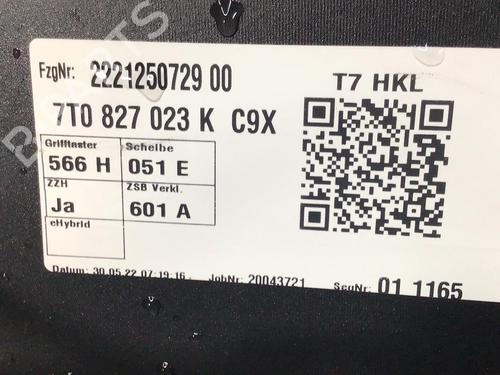 FzgNr: 2221250729 00
T7 HKL
7T0 827 023 K C9X
Grifftaster
Scheibe
566 H
051 E
ZZH
ZSB Verkl.
Ja
601 A
eHybrid
Datum: 30.05.22 07:19:16
JobNr: 20043721
SeqNr: 01 1165
B-PARTS